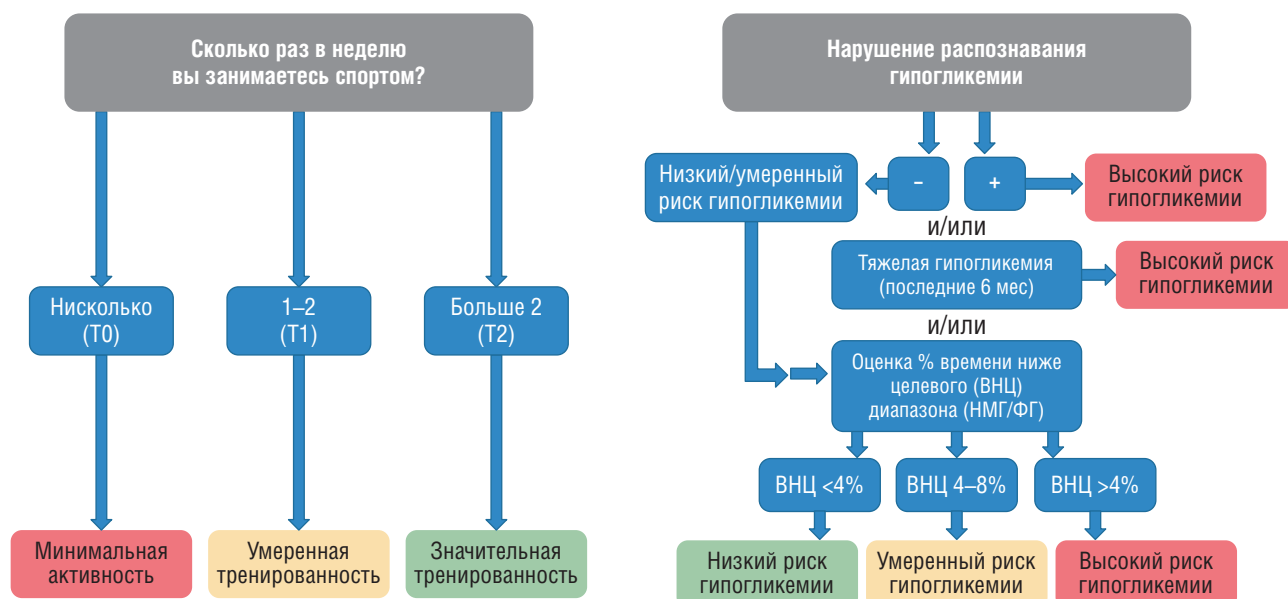 Сколько раз в неделю
вы занимаетесь спортом?
Нисколько
(Т0)
1–2
(Т1)
Больше 2
(Т2)
Минимальная
активность
Умеренная
тренированность
Значительная
тренированность
Нарушение распознавания
гипогликемии
Низкий/умеренный
риск гипогликемии
-
+
Высокий риск
гипогликемии
и/или
Тяжелая гипогликемия
(последние 6 мес)
Высокий риск
гипогликемии
и/или
Оценка % времени ниже
целевого (ВНЦ)
диапазона (НМГ/ФГ)
ВНЦ <4%
ВНЦ 4–8%
ВНЦ >4%
Низкий риск
гипогликемии
Умеренный риск
гипогликемии
Высокий риск
гипогликемии